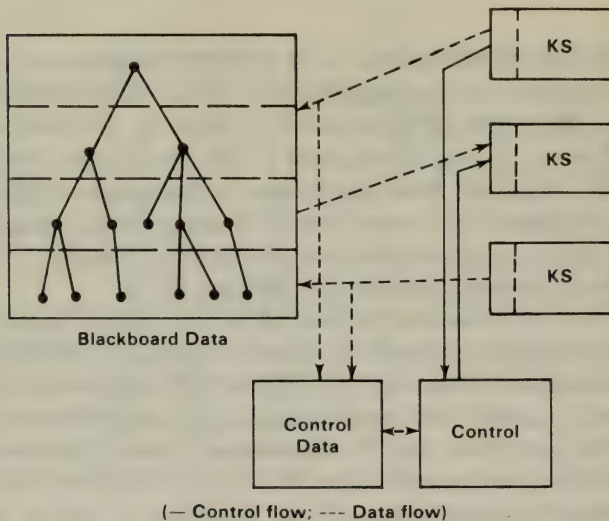 KS
KS
KS
Blackboard Data
Control
Data
Control
(— Control flow; --- Data flow)